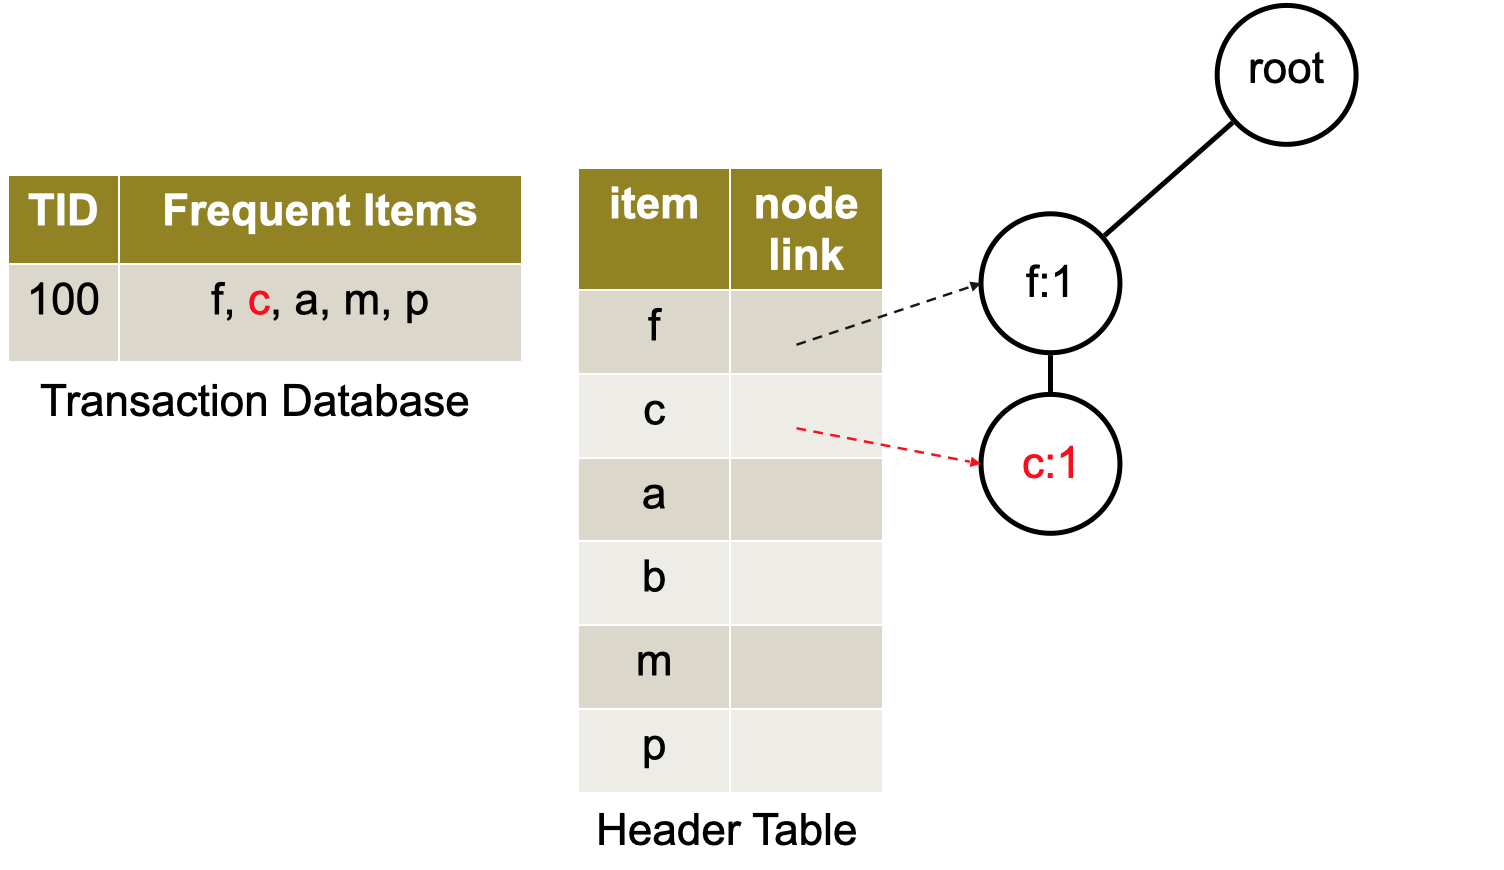 TID Frequent Items
100 f, c, a, m, p
Transaction Database
item node link
f
c
a
b
m
p
Header Table
root
f:1
c:1